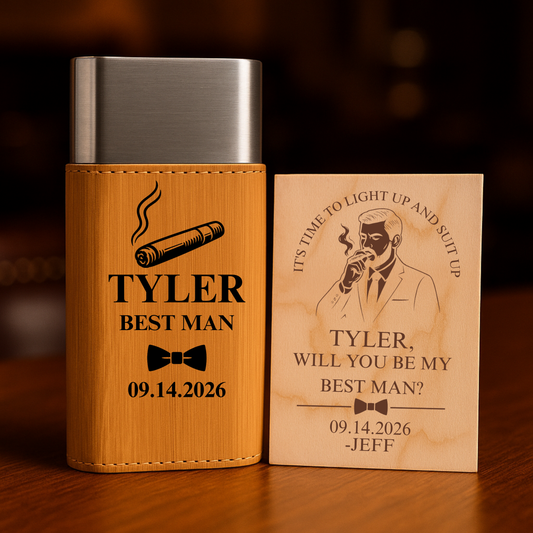 TYLER
BEST MAN
09.14.2026
IT'S TIME TO LIGHT UP AND SUIT UP
TYLER,
WILL YOU BE MY
BEST MAN?
09.14.2026
-JEFF